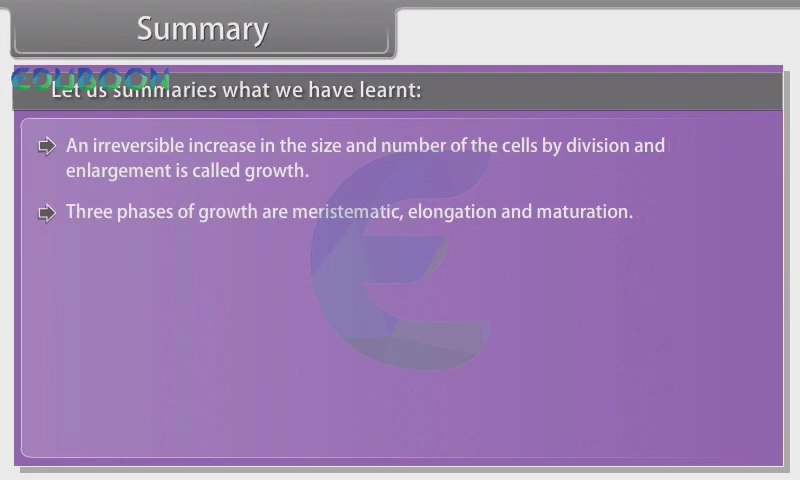 Summary
EDUBOON
Let us summaries what we have learnt:
An irreversible increase in the size and number of the cells by division and
enlargement is called growth.
Three phases of growth are meristematic, elongation and maturation.